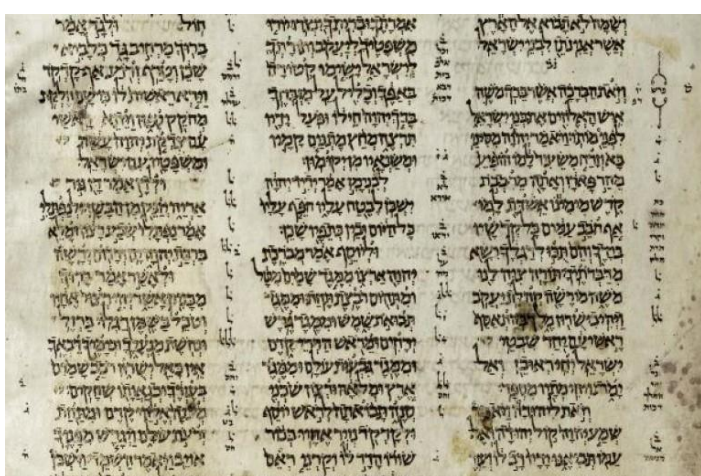 ושמה לא תבוא אל הארץ
אשר אני נתן לבני ישראל
וזאת הברכה אשר ברך משה
איש האלהים את בני ישראל
לפני מותו ויאמר יהוה מסיני
בא וזרח משעיר למו הופיע
מהר פארן ואתה מרבבת
קדש מימינו אשדת למו
אף חבב עמים כל קדשיו
בידך והם תכו לרגלך ישא
מדברתיך תורה צוה לנו
משה מורשה קהלת יעקב
ויהי בישרון מלך בהתאסף
ראשי עם יחד שבטי
ישראל יחי ראובן ואל
ימת ויהי מתיו מספר
וזאת ליהודה ויאמר
שמע יהוה קול יהודה ואל
עמו תביאנו ידיו רב לו ועזר
אמרתך ובריתך ינצרו יורו
משפטיך ליעקב ותורתך
לישראל ישימו קטורה
באפך וכליל על מזבחך
ברך יהוה חילו ופעל ידיו
תרצה מחץ מתנים קמיו
ומשנאיו מן יקומון
לבנימן אמר ידיד יהוה
ישכן לבטח עליו חפף עליו
כל היום ובין כתפיו שכן
וליוסף אמר מברכת
יהוה ארצו ממגד שמים מטל
ומתהום רבצת תחת וממגד
תבואת שמש וממגד גרש
ירחים ומראש הררי קדם
וממגד גבעות עולם וממגד
ארץ ומלאה ורצון שכני
סנה תבואתה לראש יוסף
ולקדקד נזיר אחיו בכור
שורו הדר לו וקרני ראם
חול ולגד אמר
ברוך מרחיב גד כלביא
שכן וטרף זרוע אף קדקד
וירא ראשית לו כי שם חלקת
מחקק ספון ויתא ראשי
עם צדקת יהוה עשה
ומשפטיו עם ישראל
ולדן אמר דן גור
אריה יזנק מן הבשן ולנפתלי
אמר נפתלי שבע רצון ומלא
ברכת יהוה ים ודרום ירשה
ולאשר אמר ברוך
מבנים אשר יהי רצוי אחיו
וטבל בשמן רגלו ברזל
ונחשת מנעלך וכימיך דבאך
אין כאל ישרון רכב שמים
בעזרך ובגאותו שחקים
מענה אלהי קדם ומתחת
זרעת עולם ויגרש מפניך
אויב ויאמר השמד וישכן